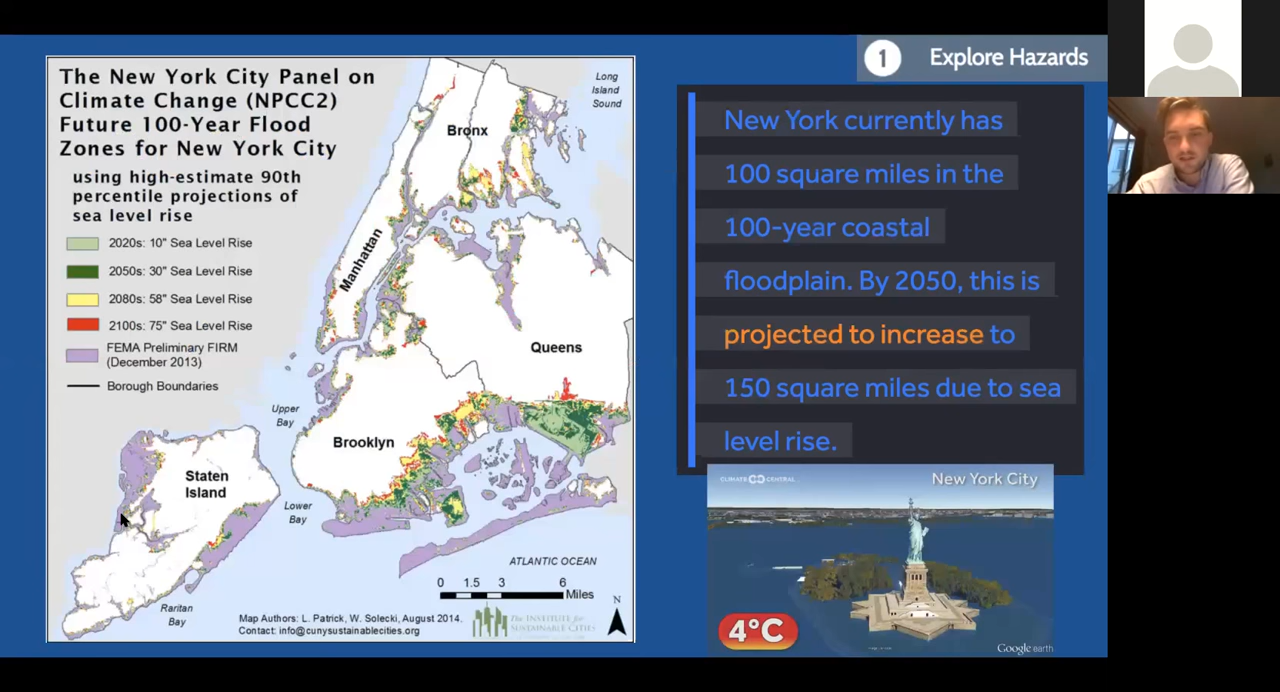 The New York City Panel on
Climate Change (NPCC2)
Future 100-Year Flood
Zones for New York City
using high-estimate 90th
percentile projections of
sea level rise
2020s: 10" Sea Level Rise
2050s: 30" Sea Level Rise
2080s: 58" Sea Level Rise
2100s: 75" Sea Level Rise
FEMA Preliminary FIRM
(December 2013)
Borough Boundaries
Long
Island
Sound
Bronx
Manhattan
Queens
Upper
Bay
Brooklyn
Staten
Island
Lower
Bay
ATLANTIC OCEAN
Raritan
Bay
0 1.5 3 6
Miles
N
Map Authors: L. Patrick, W. Solecki, August 2014.
Contact: info@cunysustainablecities.org
THE INSTITUTE for
SUSTAINABLE CITIES
1 Explore Hazards
New York currently has
100 square miles in the
100-year coastal
floodplain. By 2050, this is
projected to increase to
150 square miles due to sea
level rise.
CLIMATE CENTRAL
New York City
4°C
Google earth